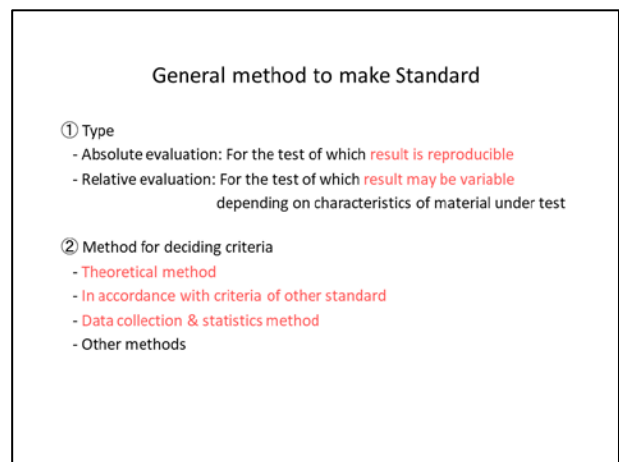 General method to make Standard
① Type
- Absolute evaluation: For the test of which result is reproducible
- Relative evaluation: For the test of which result may be variable
depending on characteristics of material under test
② Method for deciding criteria
- Theoretical method
- In accordance with criteria of other standard
- Data collection & statistics method
- Other methods